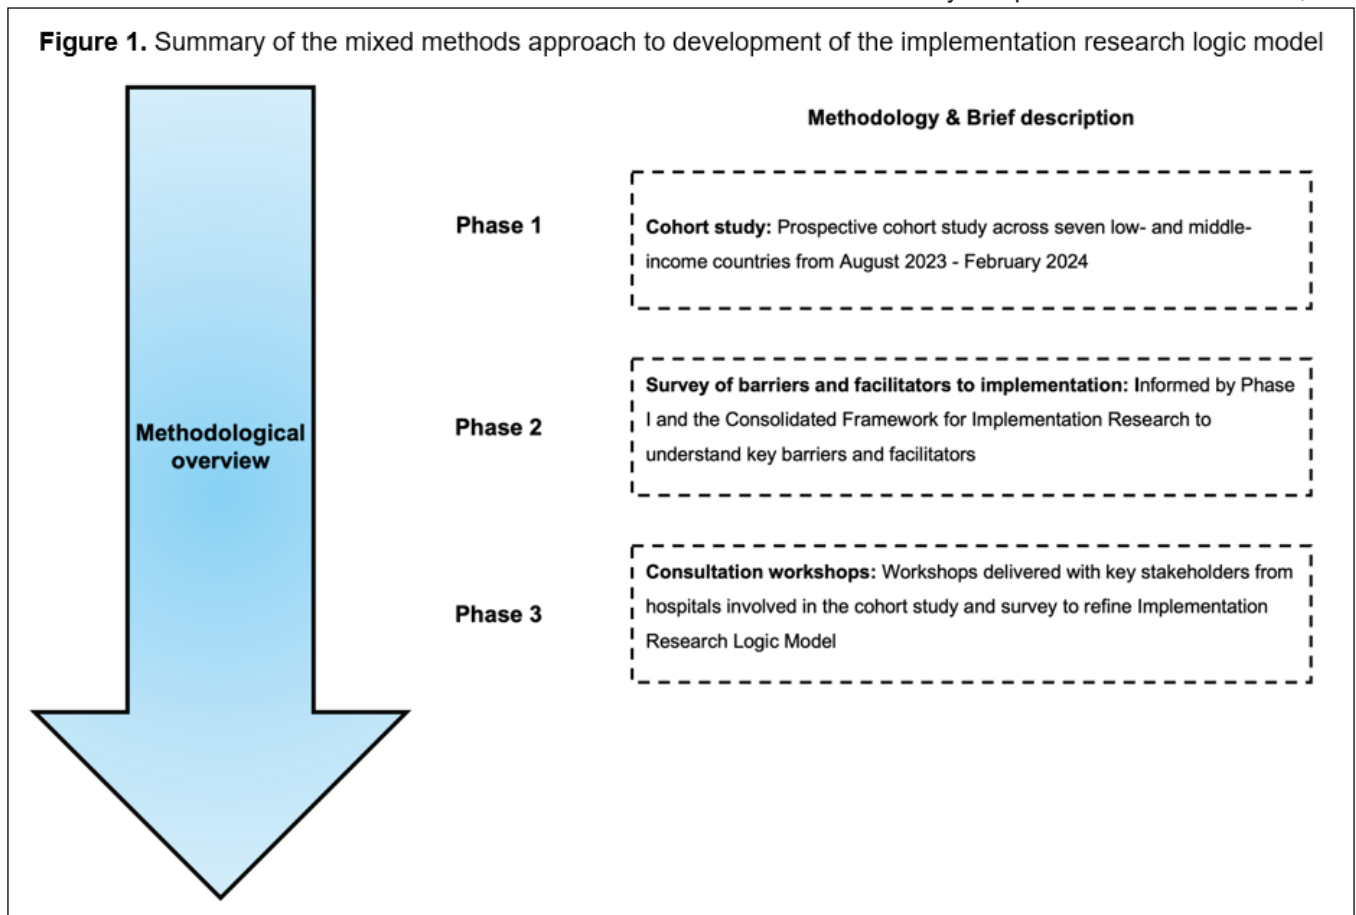 Figure 1. Summary of the mixed methods approach to development of the implementation research logic model
Methodology & Brief description
Phase 1
Cohort study: Prospective cohort study across seven low- and middle-
income countries from August 2023 - February 2024
Methodological
overview
Phase 2
Survey of barriers and facilitators to implementation: Informed by Phase
I and the Consolidated Framework for Implementation Research to
understand key barriers and facilitators
Phase 3
Consultation workshops: Workshops delivered with key stakeholders from
hospitals involved in the cohort study and survey to refine Implementation
Research Logic Model